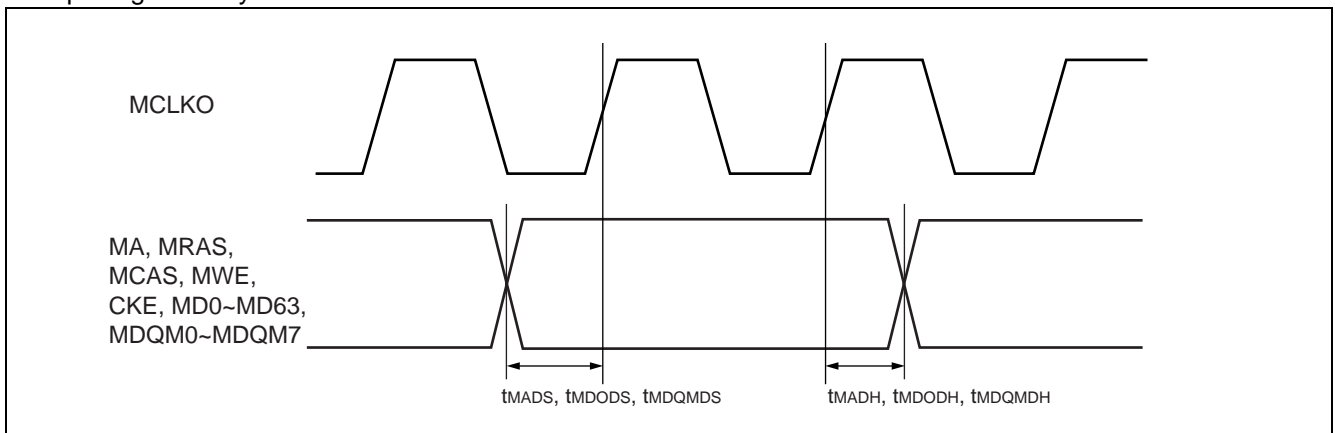 MCLKO
MA, MRAS,
MCAS, MWE,
CKE, MD0~MD63,
MDQM0~MDQM7
tMADS, tMDODS, tMDQMDS
tMADH, tMDODH, tMDQMDH